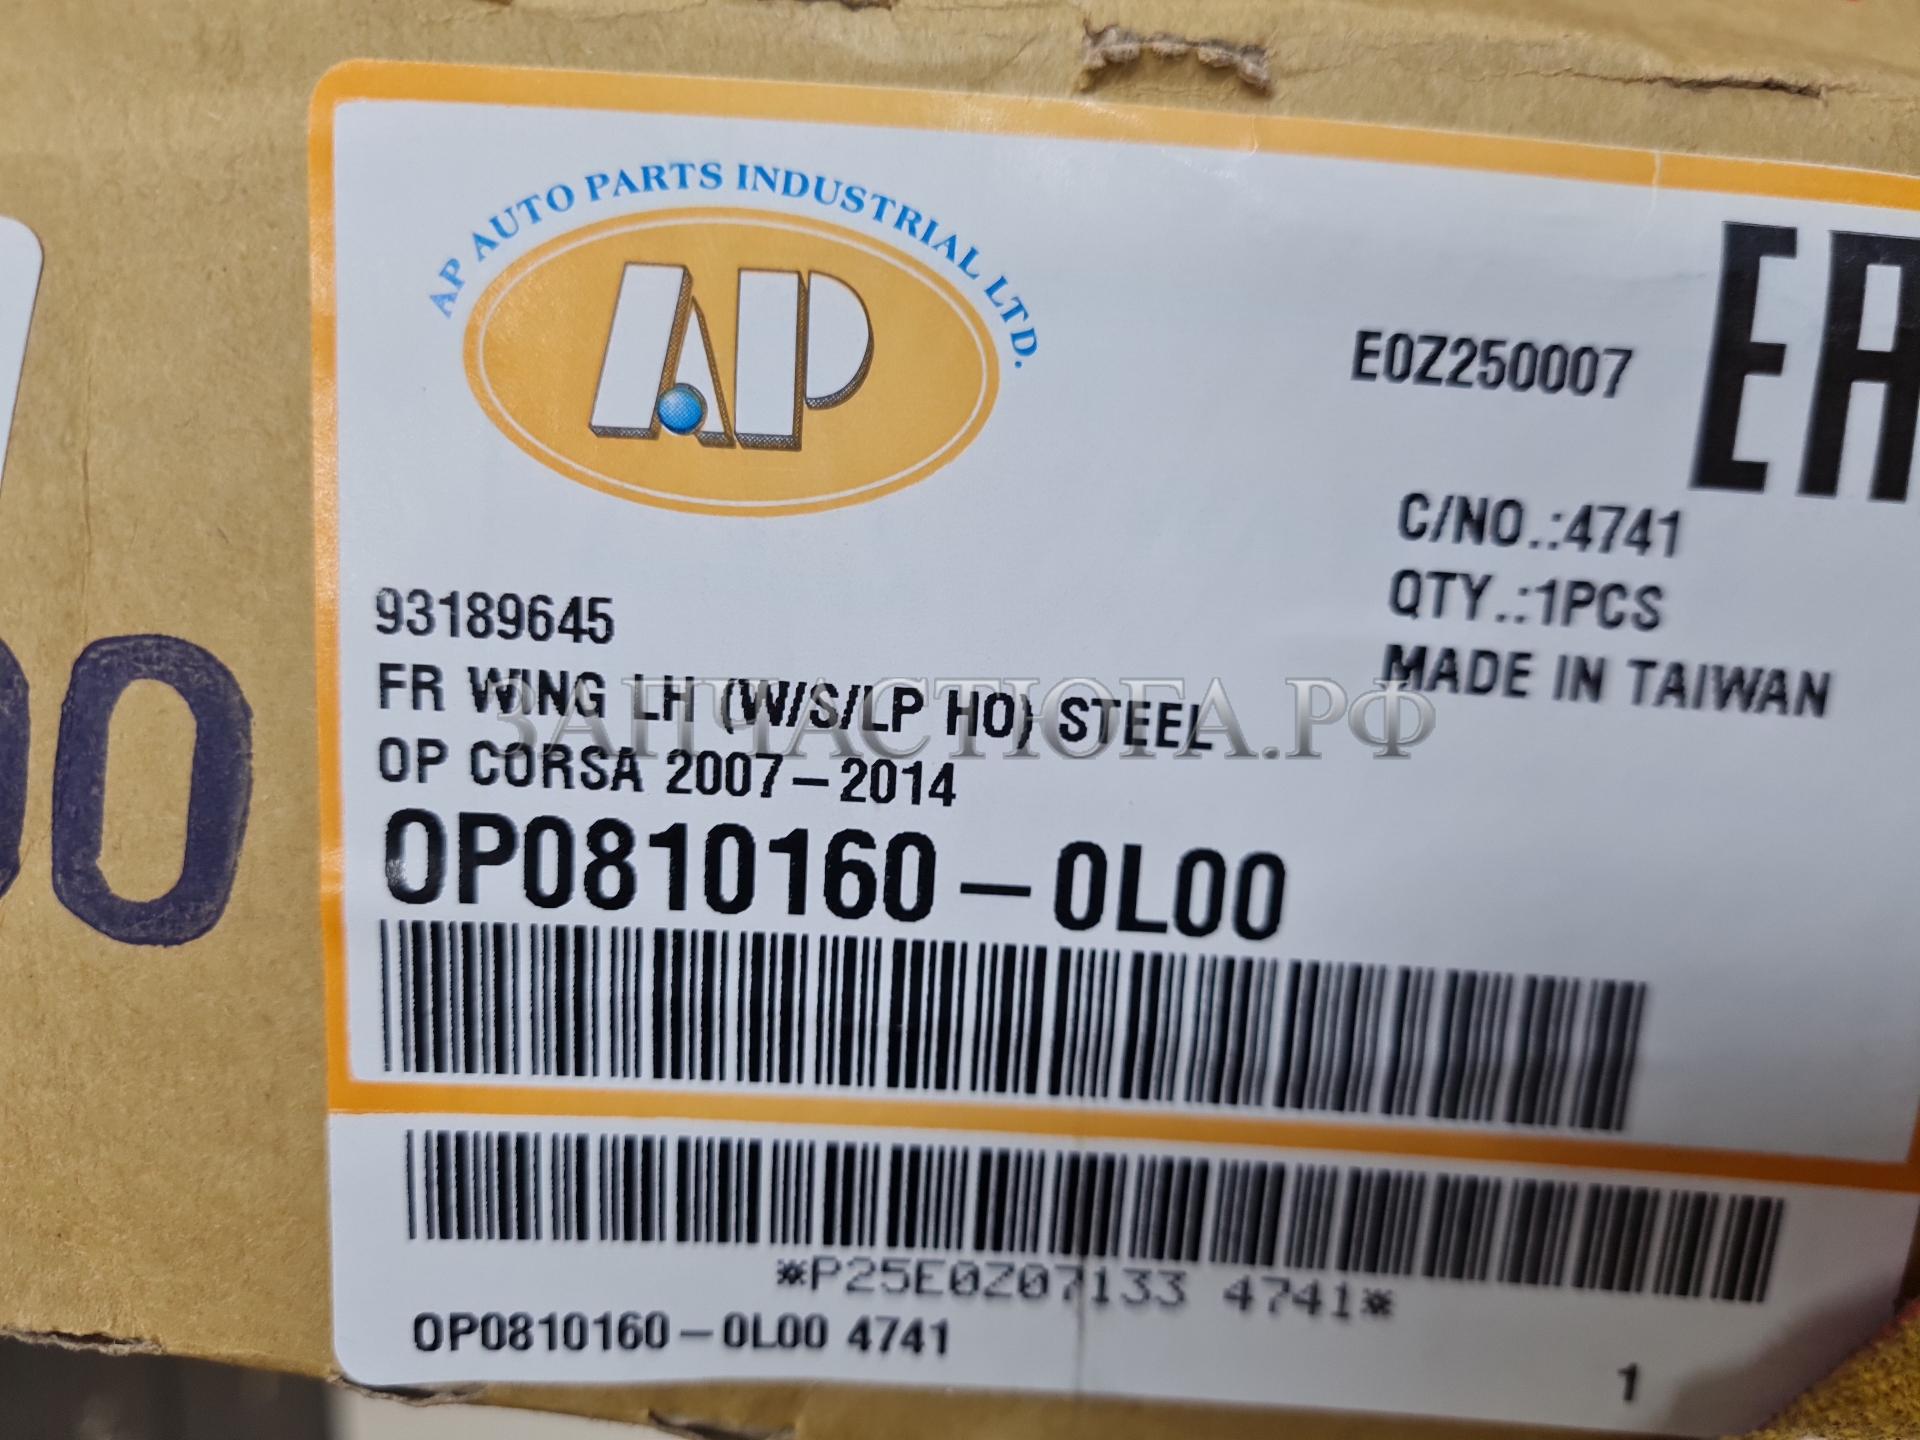 AP AUTO PARTS INDUSTRIAL LTD.
AP
E0Z250007
EA
C/NO.:4741
QTY.:1PCS
MADE IN TAIWAN
93189645
FR WING LH (W/S/LP HO) STEEL
ЗАПЧАСТЮГА.РФ
OP CORSA 2007-2014
OP0810160-0L00
*P25E0Z07133 4741*
OP0810160-0L00 4741
1
00